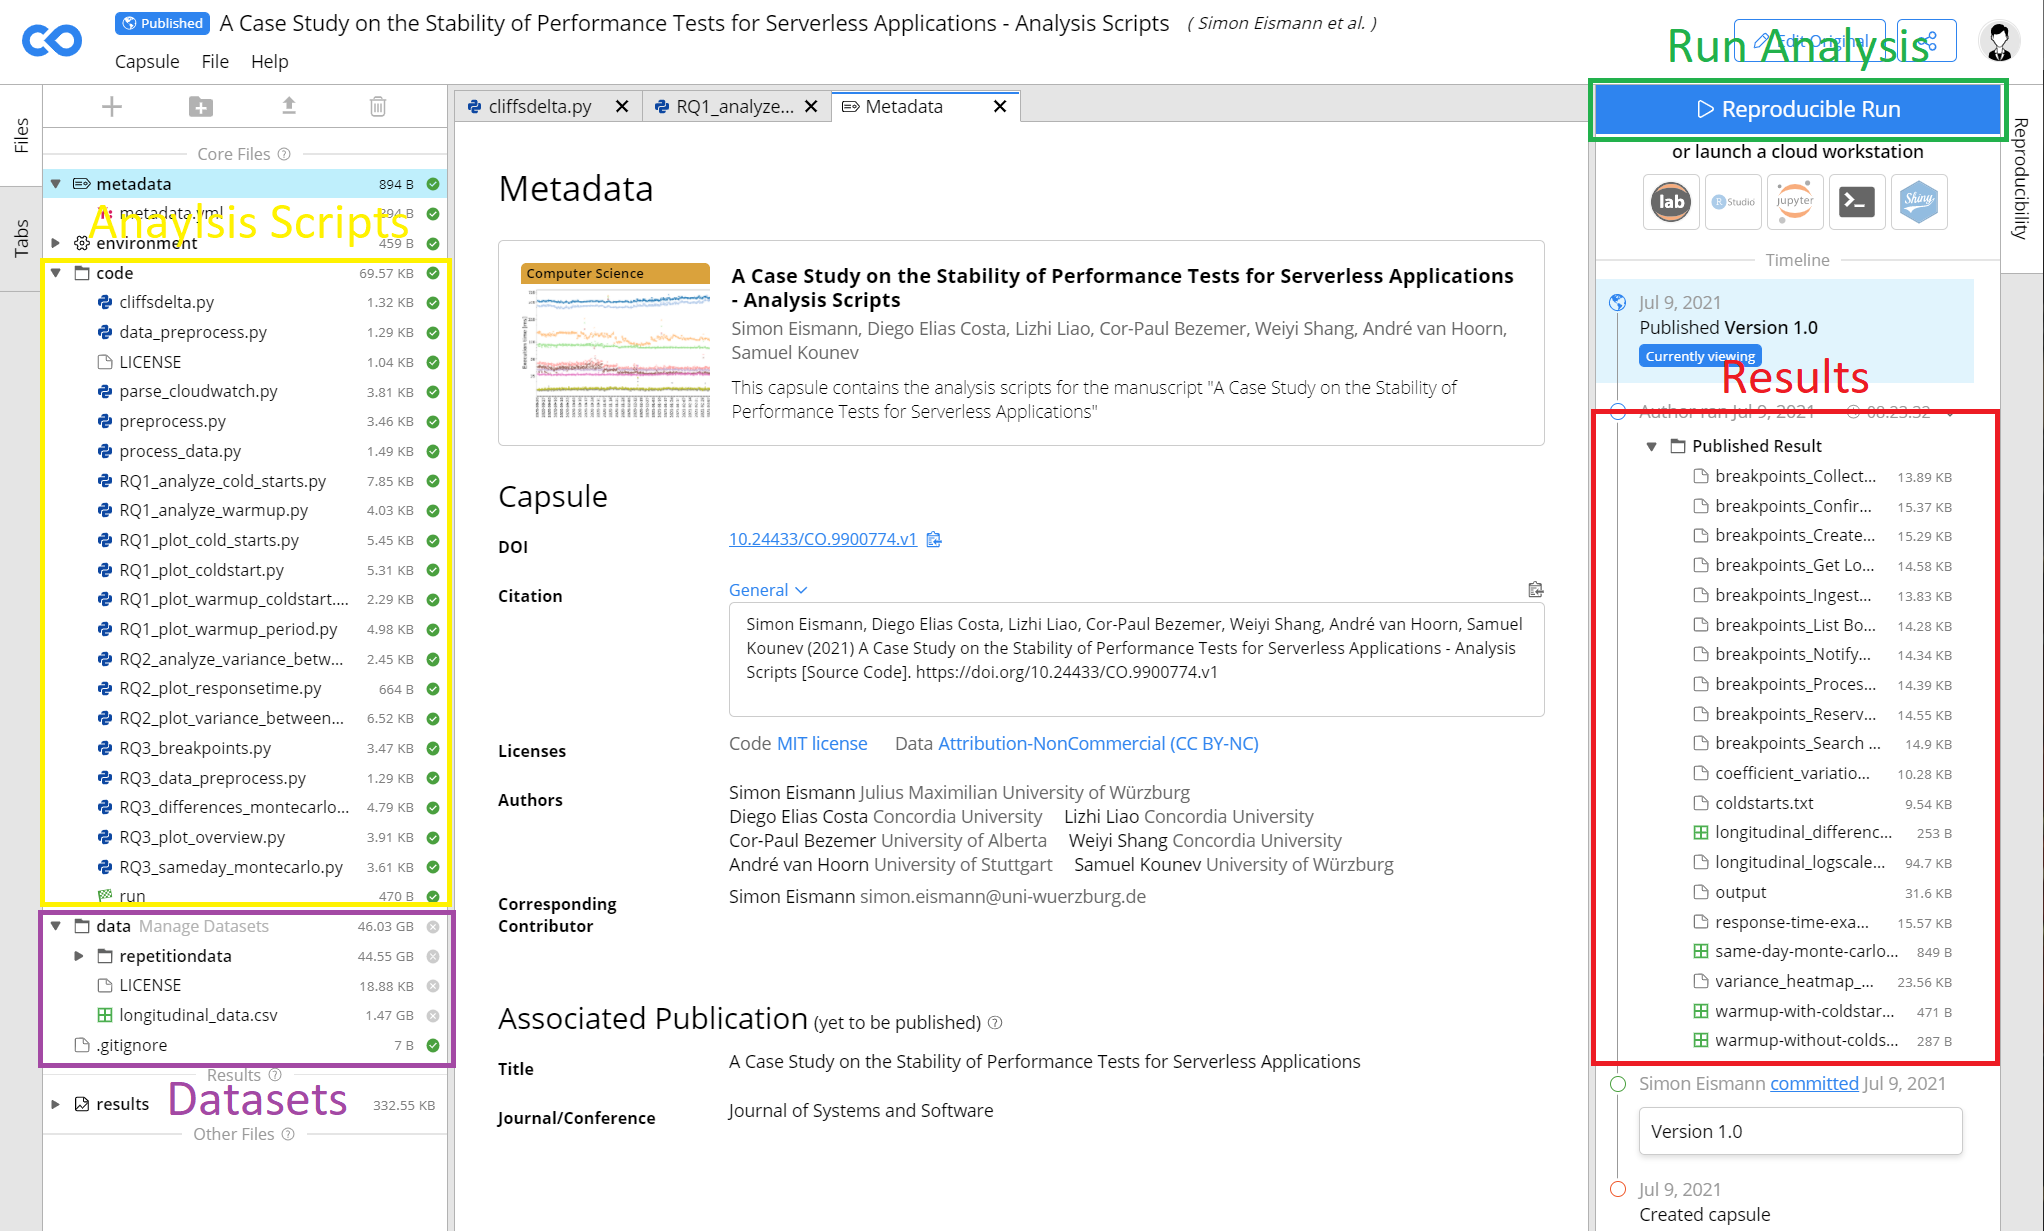 Published A Case Study on the Stability of Performance Tests for Serverless Applications - Analysis Scripts ( Simon Eismann et al. )
Capsule File Help
Edit Original
Run Analysis
Files
Tabs
Core Files
metadata 894 B
metadata.yml 894 B
Anaylsis Scripts
environment 459 B
code 69.57 KB
cliffsdelta.py 1.32 KB
data_preprocess.py 1.29 KB
LICENSE 1.04 KB
parse_cloudwatch.py 3.81 KB
preprocess.py 3.46 KB
process_data.py 1.49 KB
RQ1_analyze_cold_starts.py 7.85 KB
RQ1_analyze_warmup.py 4.03 KB
RQ1_plot_cold_starts.py 5.45 KB
RQ1_plot_coldstart.py 5.31 KB
RQ1_plot_warmup_coldstart.... 2.29 KB
RQ1_plot_warmup_period.py 4.98 KB
RQ2_analyze_variance_betw... 2.45 KB
RQ2_plot_responsetime.py 664 B
RQ2_plot_variance_between... 6.52 KB
RQ3_breakpoints.py 3.47 KB
RQ3_data_preprocess.py 1.29 KB
RQ3_differences_montecarlo... 4.79 KB
RQ3_plot_overview.py 3.91 KB
RQ3_sameday_montecarlo.py 3.61 KB
run 470 B
data Manage Datasets 46.03 GB
repetitiondata 44.55 GB
LICENSE 18.88 KB
longitudinal_data.csv 1.47 GB
.gitignore 7 B
Results
Datasets
results 332.55 KB
Other Files
cliffsdelta.py RQ1_analyze... Metadata
Metadata
Computer Science
A Case Study on the Stability of Performance Tests for Serverless Applications
- Analysis Scripts
Simon Eismann, Diego Elias Costa, Lizhi Liao, Cor-Paul Bezemer, Weiyi Shang, André van Hoorn,
Samuel Kounev
This capsule contains the analysis scripts for the manuscript "A Case Study on the Stability of
Performance Tests for Serverless Applications"
Capsule
DOI 10.24433/CO.9900774.v1
Citation General
Simon Eismann, Diego Elias Costa, Lizhi Liao, Cor-Paul Bezemer, Weiyi Shang, André van Hoorn, Samuel
Kounev (2021) A Case Study on the Stability of Performance Tests for Serverless Applications - Analysis
Scripts [Source Code]. https://doi.org/10.24433/CO.9900774.v1
Licenses Code MIT license Data Attribution-NonCommercial (CC BY-NC)
Authors Simon Eismann Julius Maximilian University of Würzburg
Diego Elias Costa Concordia University Lizhi Liao Concordia University
Cor-Paul Bezemer University of Alberta Weiyi Shang Concordia University
André van Hoorn University of Stuttgart Samuel Kounev University of Würzburg
Corresponding Simon Eismann simon.eismann@uni-wuerzburg.de
Contributor
Associated Publication (yet to be published)
Title A Case Study on the Stability of Performance Tests for Serverless Applications
Journal/Conference Journal of Systems and Software
Reproducible Run
or launch a cloud workstation
lab R Studio Jupyter Shiny
Reproducibility
Timeline
Jul 9, 2021
Published Version 1.0
Currently viewing
Results
Author ran Jul 9, 2021 08:23:32
Published Result
breakpoints_Collect... 13.89 KB
breakpoints_Confir... 15.37 KB
breakpoints_Create... 15.29 KB
breakpoints_Get Lo... 14.58 KB
breakpoints_Ingest... 13.83 KB
breakpoints_List Bo... 14.28 KB
breakpoints_Notify... 14.34 KB
breakpoints_Proces... 14.39 KB
breakpoints_Reserv... 14.55 KB
breakpoints_Search ... 14.9 KB
coefficient_variatio... 10.28 KB
coldstarts.txt 9.54 KB
longitudinal_differenc... 253 B
longitudinal_logscale... 94.7 KB
output 31.6 KB
response-time-exa... 15.57 KB
same-day-monte-carlo... 849 B
variance_heatmap_... 23.56 KB
warmup-with-coldstar... 471 B
warmup-without-colds... 287 B
Simon Eismann committed Jul 9, 2021
Version 1.0
Jul 9, 2021
Created capsule